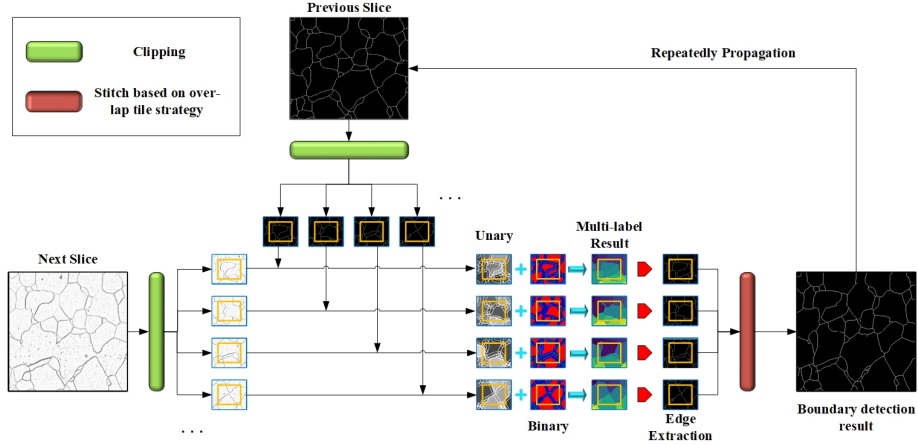 Clipping
Stitch based on over-
lap tile strategy
Previous Slice
Repeatedly Propagation
. . .
Unary
Multi-label
Result
Next Slice
Binary
Edge
Extraction
Boundary detection
result
. . .